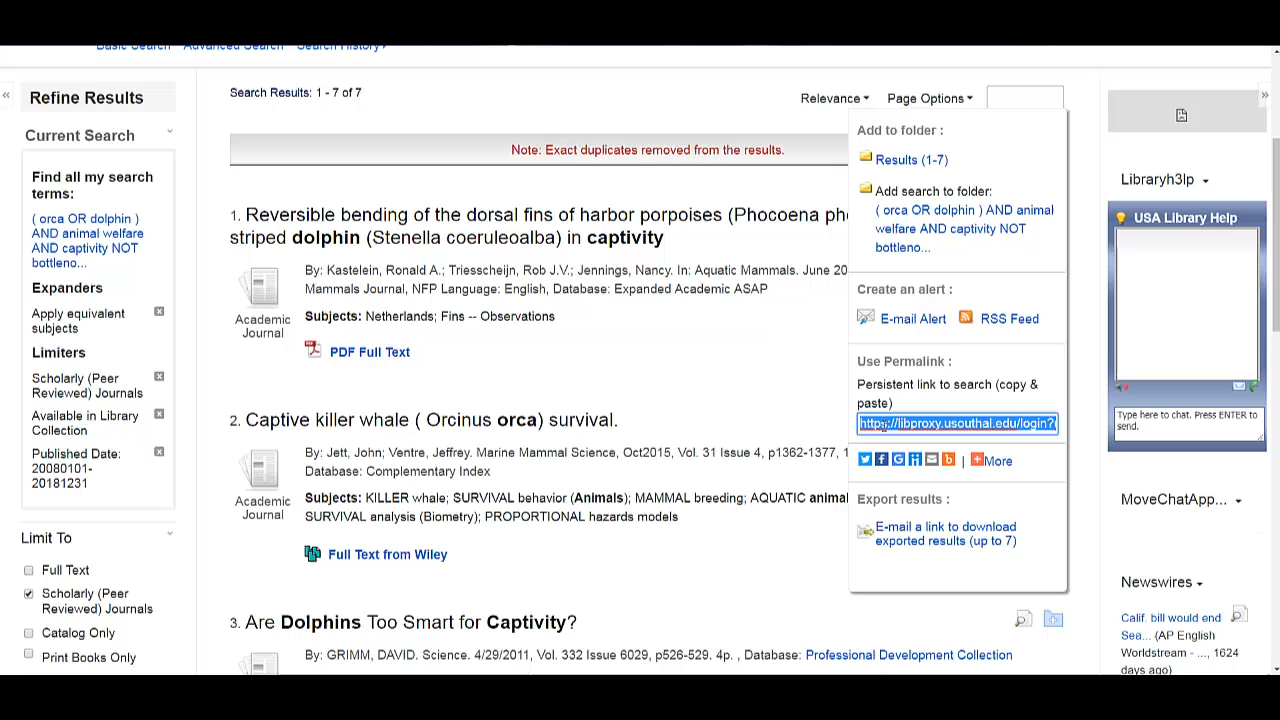 Basic Search Advanced Search Search History
Refine Results
Current Search
Find all my search
terms:
( orca OR dolphin )
AND animal welfare
AND captivity NOT
bottleno...
Expanders
Apply equivalent
subjects
Limiters
Scholarly (Peer
Reviewed) Journals
Available in Library
Collection
Published Date:
20080101-
20181231
Limit To
Full Text
Scholarly (Peer
Reviewed) Journals
Catalog Only
Print Books Only
Search Results: 1 - 7 of 7
Relevance Page Options
Note: Exact duplicates removed from the results.
1. Reversible bending of the dorsal fins of harbor porpoises (Phocoena pho
striped dolphin (Stenella coeruleoalba) in captivity
Academic
Journal
By: Kastelein, Ronald A.; Triesscheijn, Rob J.V.; Jennings, Nancy. In: Aquatic Mammals. June 20
Mammals Journal, NFP Language: English, Database: Expanded Academic ASAP
Subjects: Netherlands; Fins -- Observations
PDF Full Text
2. Captive killer whale ( Orcinus orca) survival.
Academic
Journal
By: Jett, John; Ventre, Jeffrey. Marine Mammal Science, Oct2015, Vol. 31 Issue 4, p1362-1377, 1
Database: Complementary Index
Subjects: KILLER whale; SURVIVAL behavior (Animals); MAMMAL breeding; AQUATIC animal
SURVIVAL analysis (Biometry); PROPORTIONAL hazards models
Full Text from Wiley
3. Are Dolphins Too Smart for Captivity?
By: GRIMM, DAVID. Science. 4/29/2011, Vol. 332 Issue 6029, p526-529. 4p. , Database: Professional Development Collection
Add to folder :
Results (1-7)
Add search to folder:
( orca OR dolphin ) AND animal
welfare AND captivity NOT
bottleno...
Create an alert :
E-mail Alert RSS Feed
Use Permalink :
Persistent link to search (copy &
paste)
https://libproxy.usouthal.edu/login?
| More
Export results :
E-mail a link to download
exported results (up to 7)
Libraryh3lp
USA Library Help
Type here to chat. Press ENTER to
send.
MoveChatApp...
Newswires
Calif. bill would end
Sea... (AP English
Worldstream - ..., 1624
days ago)